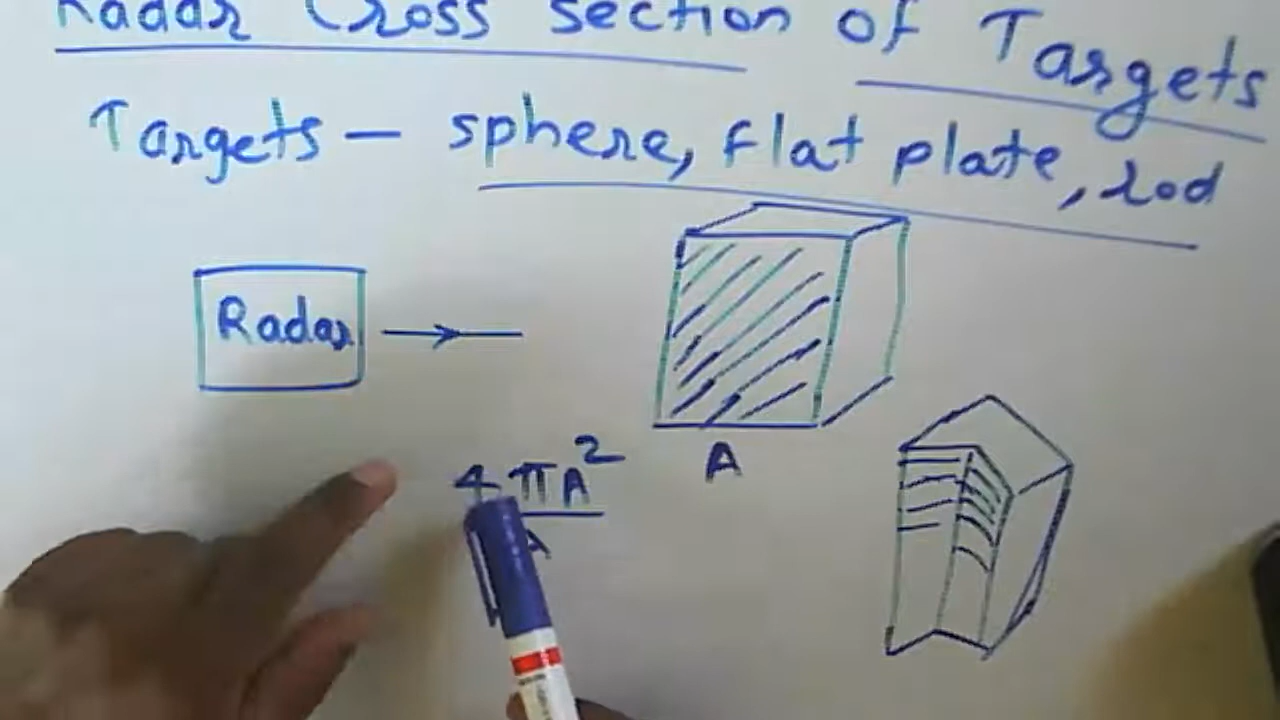 Radar Cross section of Targets
Targets - sphere, flat plate, rod
Radar
4πA²
A